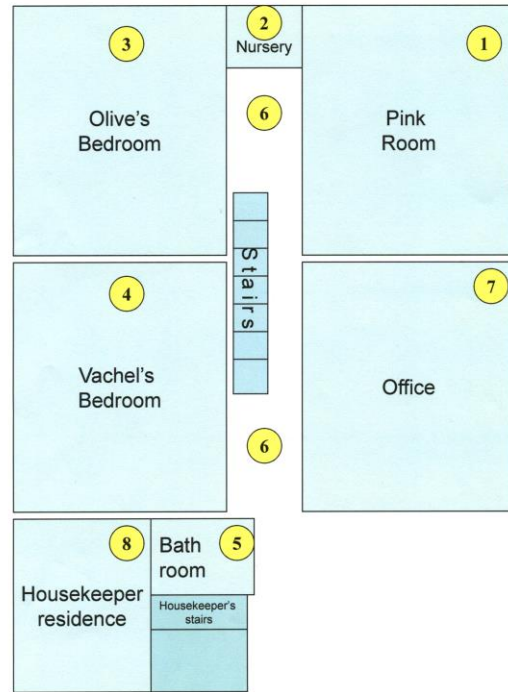 3
2
Nursery
1
Olive's
Bedroom
6
Pink
Room
Stairs
4
7
Vachel's
Bedroom
Office
6
8
Bath
room
5
Housekeeper
residence
Housekeeper's
stairs